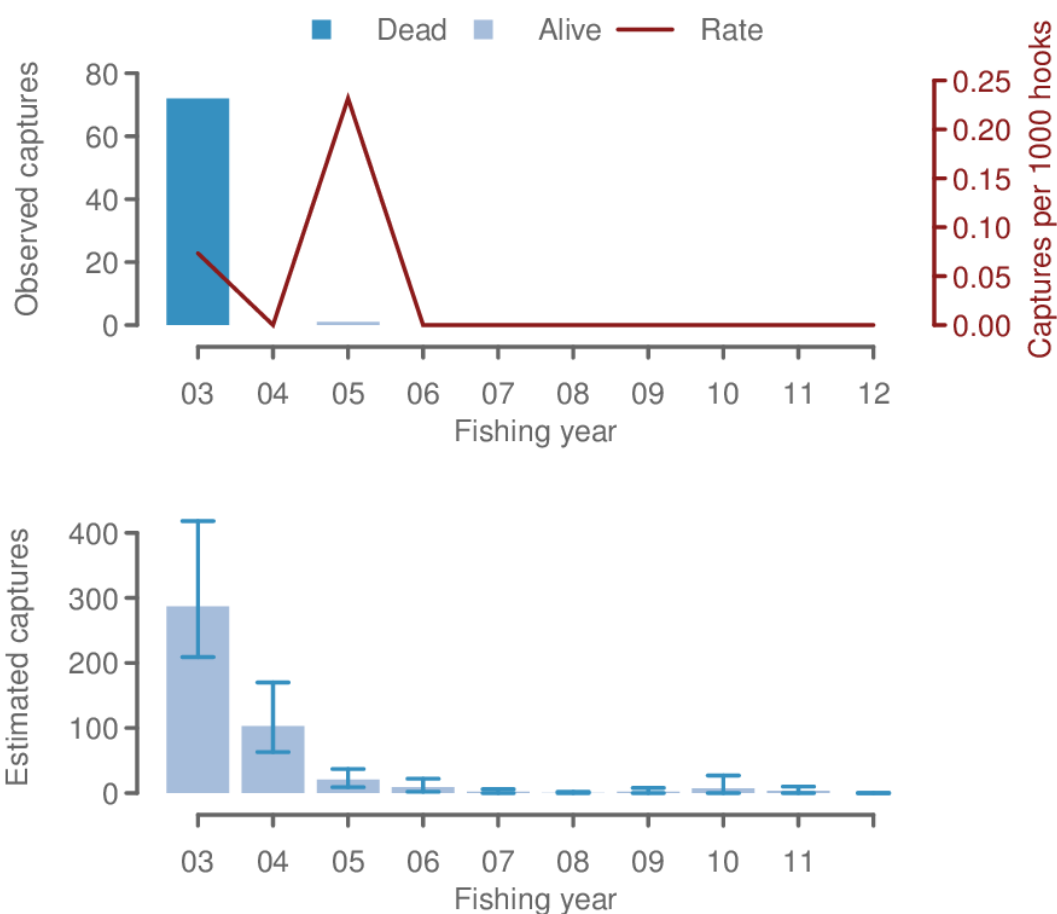 Dead Alive Rate
Observed captures
80
60
40
20
0
0.25
0.20
0.15
0.10
0.05
0.00
Captures per 1000 hooks
03 04 05 06 07 08 09 10 11 12
Fishing year
Estimated captures
400
300
200
100
0
03 04 05 06 07 08 09 10 11
Fishing year